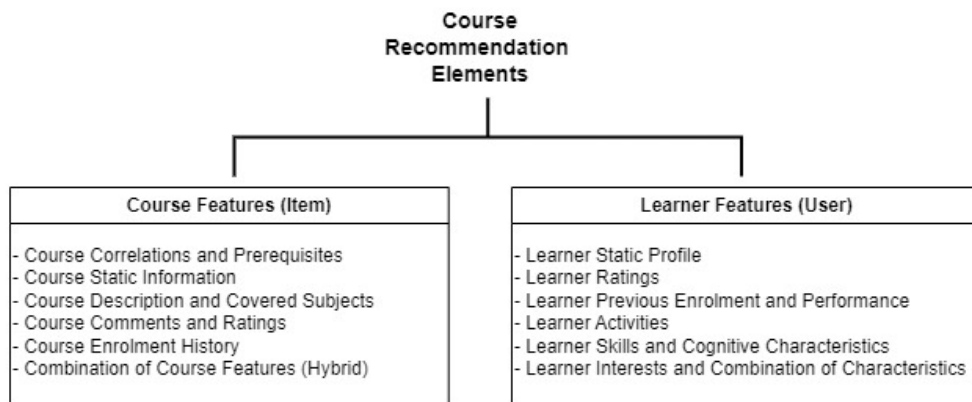 Course
Recommendation
Elements
Course Features (Item)
- Course Correlations and Prerequisites
- Course Static Information
- Course Description and Covered Subjects
- Course Comments and Ratings
- Course Enrolment History
- Combination of Course Features (Hybrid)
Learner Features (User)
- Learner Static Profile
- Learner Ratings
- Learner Previous Enrolment and Performance
- Learner Activities
- Learner Skills and Cognitive Characteristics
- Learner Interests and Combination of Characteristics